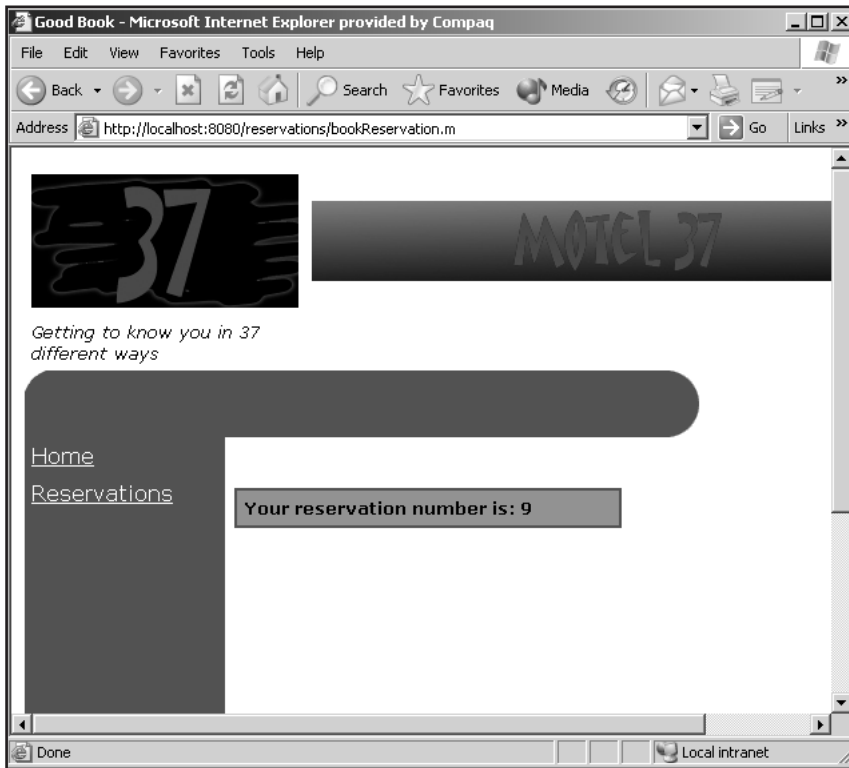 Good Book - Microsoft Internet Explorer provided by Compaq
File Edit View Favorites Tools Help
Back Search Favorites Media »
Address http://localhost:8080/reservations/bookReservation.m Go Links »
37
MOTEL 37
Getting to know you in 37
different ways
Home
Reservations
Your reservation number is: 9
Done Local intranet